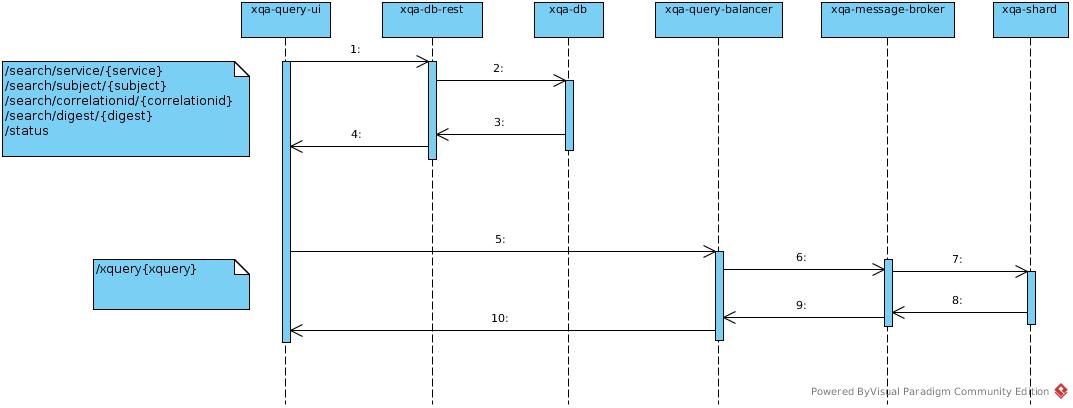 xqa-query-ui
xqa-db-rest
xqa-db
xqa-query-balancer
xqa-message-broker
xqa-shard
1:
2:
/search/service/{service}
/search/subject/{subject}
/search/correlationid/{correlationid}
/search/digest/{digest}
/status
3:
4:
5:
6:
7:
/xquery{xquery}
8:
9:
10:
Powered ByVisual Paradigm Community Edition